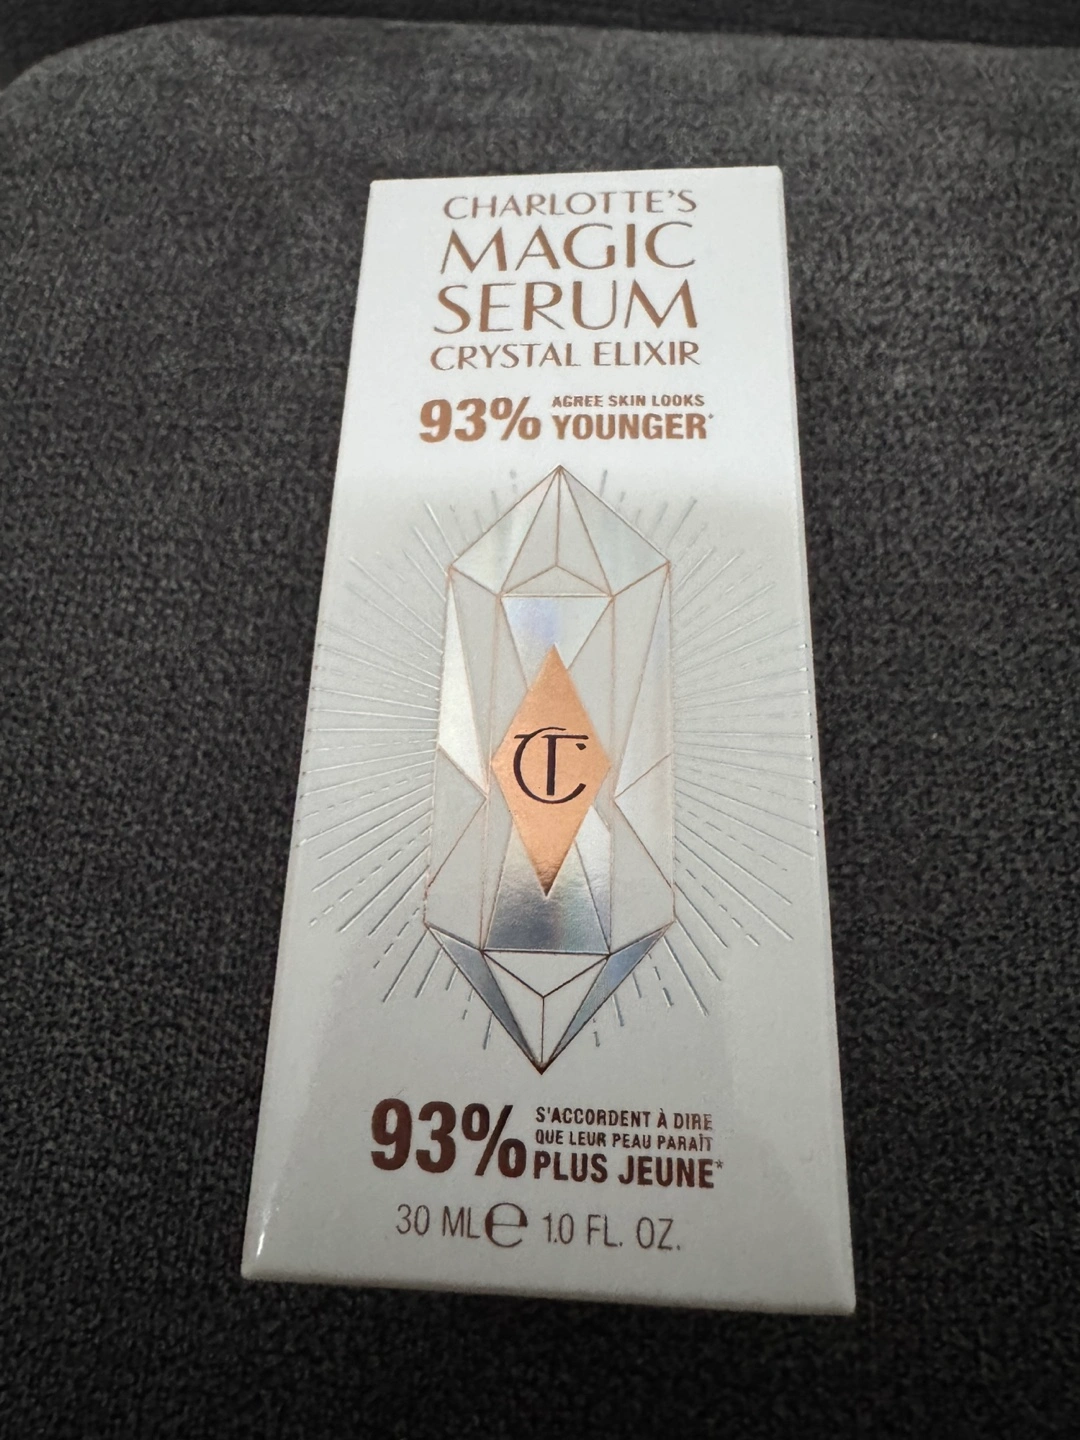 CHARLOTTE'S
MAGIC
SERUM
CRYSTAL ELIXIR
93% AGREE SKIN LOOKS
YOUNGER*
CT
93% S'ACCORDENT À DIRE
QUE LEUR PEAU PARAÎT
PLUS JEUNE*
30 ML ℮ 1.0 FL. OZ.